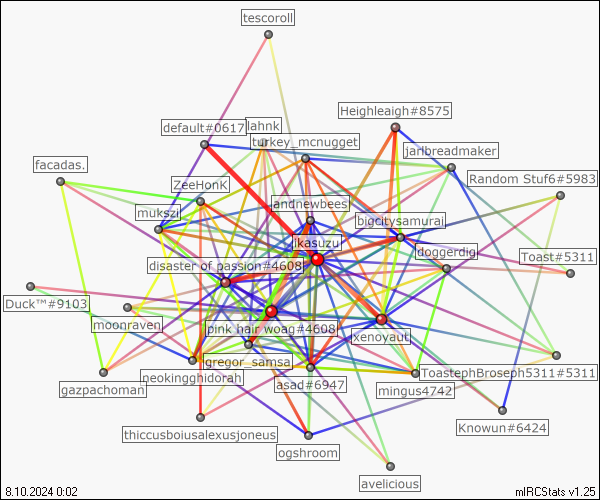 tescoroll
Heighleaigh#8575
default#0617
lahnk
turkey_mcnugget
jarlbreadmaker
facadas.
Random Stuf6#5983
ZeeHonK
andnewbees
mukszi
bigcitysamurai
ikasuzu
doggerdig
Toast#5311
disaster of passion#4608
Duck™#9103
moonraven
pink hair woag#4608
xenoyaut
gregor_samsa
ToastephBroseph5311#5311
neokingghidorah
asad#6947
gazpachoman
mingus4742
thiccusboiusalexusjoneus
Knowun#6424
ogshroom
avelicious
8.10.2024 0:02
mIRCStats v1.25